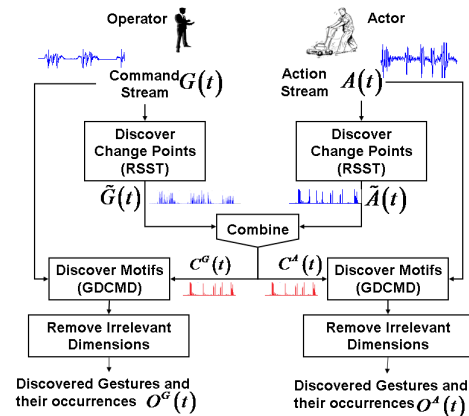 Operator
Actor
Command
Stream G(t)
Action
Stream A(t)
Discover
Change Points
(RSST)
Discover
Change Points
(RSST)
G̃(t)
Ã(t)
Combine
C^G(t)
C^A(t)
Discover Motifs
(GDCMD)
Discover Motifs
(GDCMD)
Remove Irrelevant
Dimensions
Remove Irrelevant
Dimensions
Discovered Gestures and
their occurrences O^G(t)
Discovered Gestures and
their occurrences O^A(t)